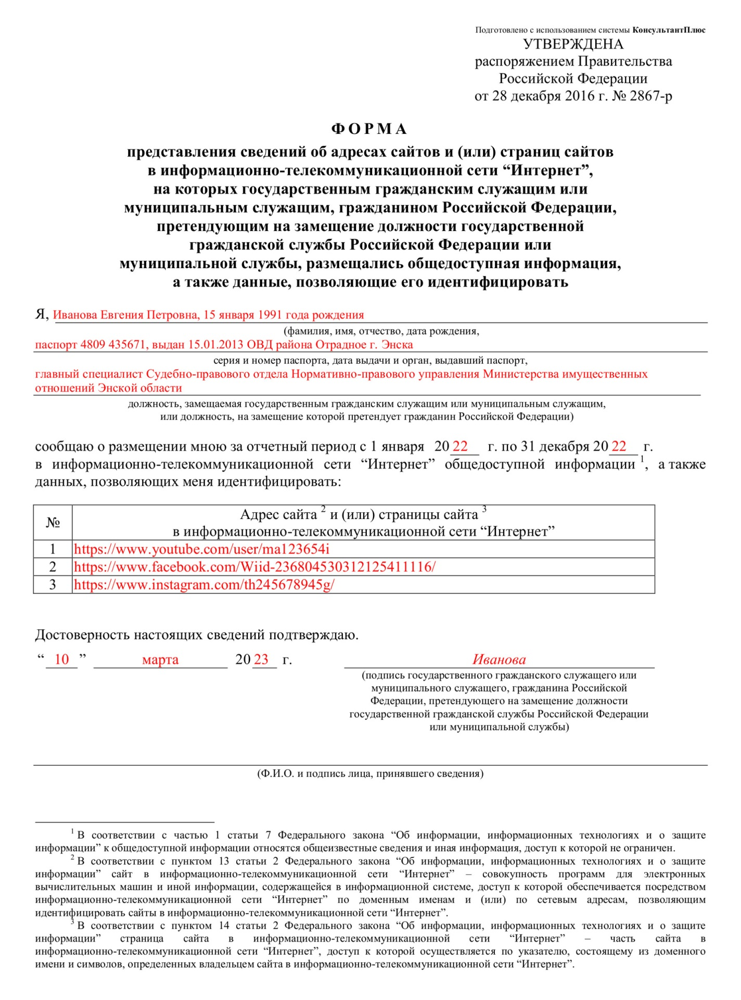 Подготовлено с использованием системы КонсультантПлюс
УТВЕРЖДЕНА
распоряжением Правительства
Российской Федерации
от 28 декабря 2016 г. № 2867-р
ФОРМА
представления сведений об адресах сайтов и (или) страниц сайтов
в информационно-телекоммуникационной сети “Интернет”,
на которых государственным гражданским служащим или
муниципальным служащим, гражданином Российской Федерации,
претендующим на замещение должности государственной
гражданской службы Российской Федерации или
муниципальной службы, размещались общедоступная информация,
а также данные, позволяющие его идентифицировать
Я, Иванова Евгения Петровна, 15 января 1991 года рождения
(фамилия, имя, отчество, дата рождения,
паспорт 4809 435671, выдан 15.01.2013 ОВД района Отрадное г. Энска
серия и номер паспорта, дата выдачи и орган, выдавший паспорт,
главный специалист Судебно-правового отдела Нормативно-правового управления Министерства имущественных
отношений Энской области
должность, замещаемая государственным гражданским служащим или муниципальным служащим,
или должность, на замещение которой претендует гражданин Российской Федерации)
сообщаю о размещении мною за отчетный период с 1 января 20 22 г. по 31 декабря 20 22 г.
в информационно-телекоммуникационной сети “Интернет” общедоступной информации 1, а также
данных, позволяющих меня идентифицировать:
№ Адрес сайта 2 и (или) страницы сайта 3
в информационно-телекоммуникационной сети “Интернет”
1 https://www.youtube.com/user/ma123654i
2 https://www.facebook.com/Wiid-236804530312125411116/
3 https://www.instagram.com/th245678945g/
Достоверность настоящих сведений подтверждаю.
“ 10 ” марта 20 23 г. Иванова
(подпись государственного гражданского служащего или
муниципального служащего, гражданина Российской
Федерации, претендующего на замещение должности
государственной гражданской службы Российской Федерации
или муниципальной службы)
(Ф.И.О. и подпись лица, принявшего сведения)
1 В соответствии с частью 1 статьи 7 Федерального закона “Об информации, информационных технологиях и о защите
информации” к общедоступной информации относятся общеизвестные сведения и иная информация, доступ к которой не ограничен.
2 В соответствии с пунктом 13 статьи 2 Федерального закона “Об информации, информационных технологиях и о защите
информации” сайт в информационно-телекоммуникационной сети “Интернет” – совокупность программ для электронных
вычислительных машин и иной информации, содержащейся в информационной системе, доступ к которой обеспечивается посредством
информационно-телекоммуникационной сети “Интернет” по доменным именам и (или) по сетевым адресам, позволяющим
идентифицировать сайты в информационно-телекоммуникационной сети “Интернет”.
3 В соответствии с пунктом 14 статьи 2 Федерального закона “Об информации, информационных технологиях и о защите
информации” страница сайта в информационно-телекоммуникационной сети “Интернет” – часть сайта в
информационно-телекоммуникационной сети “Интернет”, доступ к которой осуществляется по указателю, состоящему из доменного
имени и символов, определенных владельцем сайта в информационно-телекоммуникационной сети “Интернет”.